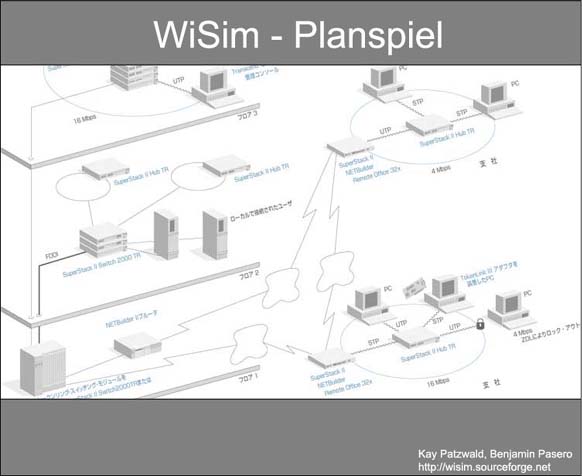 WiSim - Planspiel
管理コンソール
UTP
16 Mbps
フロア 3
PC
STP
STP
PC
UTP
SuperStack II Hub TR
SuperStack II
NETBuilder
Remote Office 32x
4 Mbps
支 社
SuperStack II Hub TR
SuperStack II Hub TR
ローカルで接続されたユーザ
FDDI
SuperStack II Switch 2000 TR
フロア 2
TokenLink III アダプタを
装着したPC
PC
STP
UTP
STP
UTP
PC
4 Mbps
ZDLによりロック・アウト
NETBuilder II ルータ
SuperStack II Hub TR
SuperStack II
NETBuilder
Remote Office 32x
16 Mbps
支 社
フロア 1
ケンリング・スイッチング・モジュールを
Switch2000TRまたは
Kay Patzwald, Benjamin Pasero
http://wisim.sourceforge.net